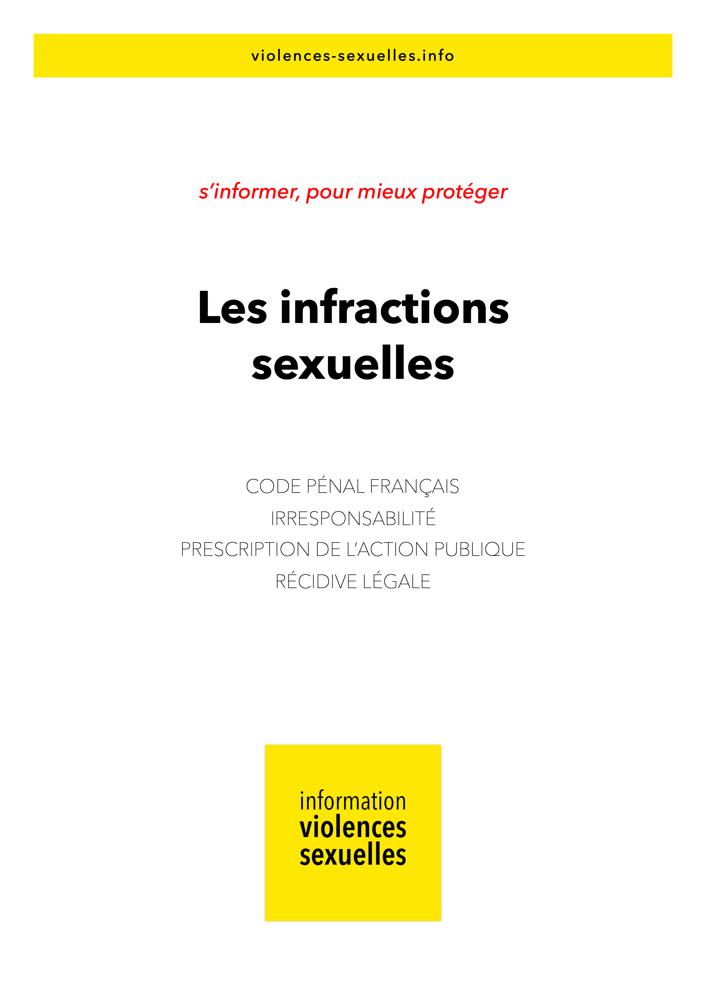 violences-sexuelles.info
s’informer, pour mieux protéger
Les infractions
sexuelles
CODE PÉNAL FRANÇAIS
IRRESPONSABILITÉ
PRESCRIPTION DE L’ACTION PUBLIQUE
RÉCIDIVE LÉGALE
information
violences
sexuelles